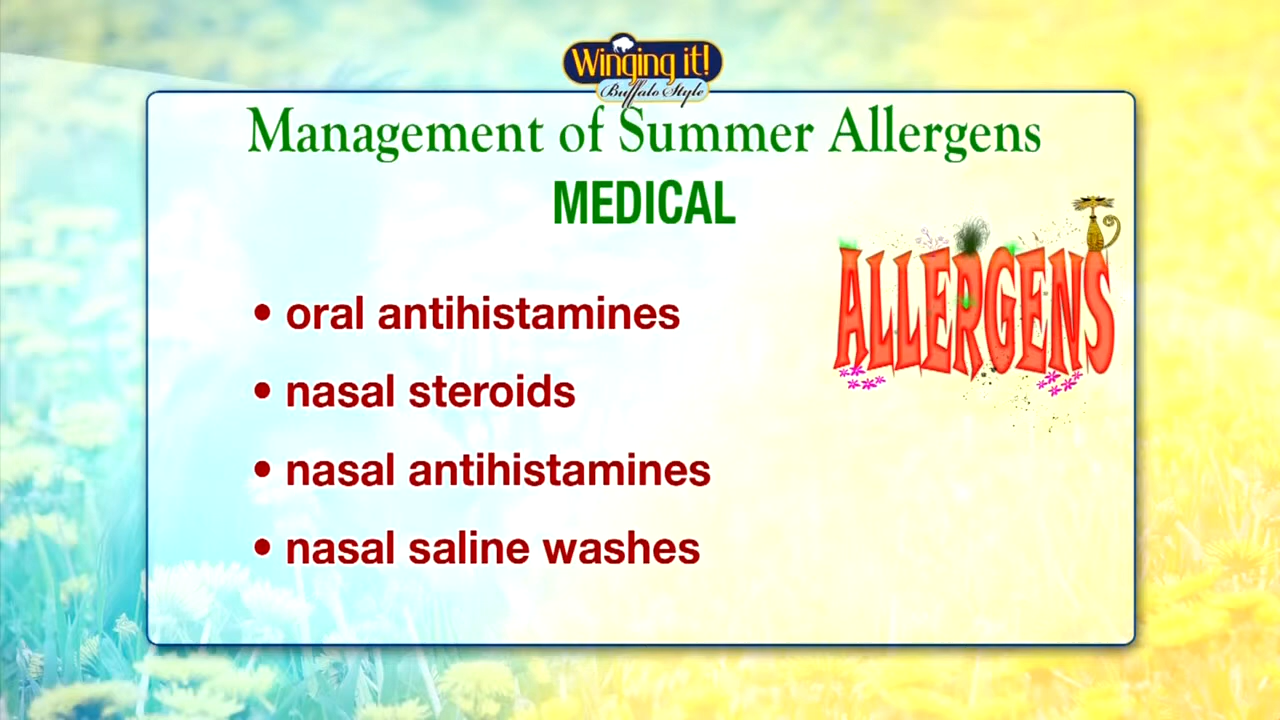 Winging it!
Buffalo Style
Management of Summer Allergens
MEDICAL
ALLERGENS
• oral antihistamines
• nasal steroids
• nasal antihistamines
• nasal saline washes